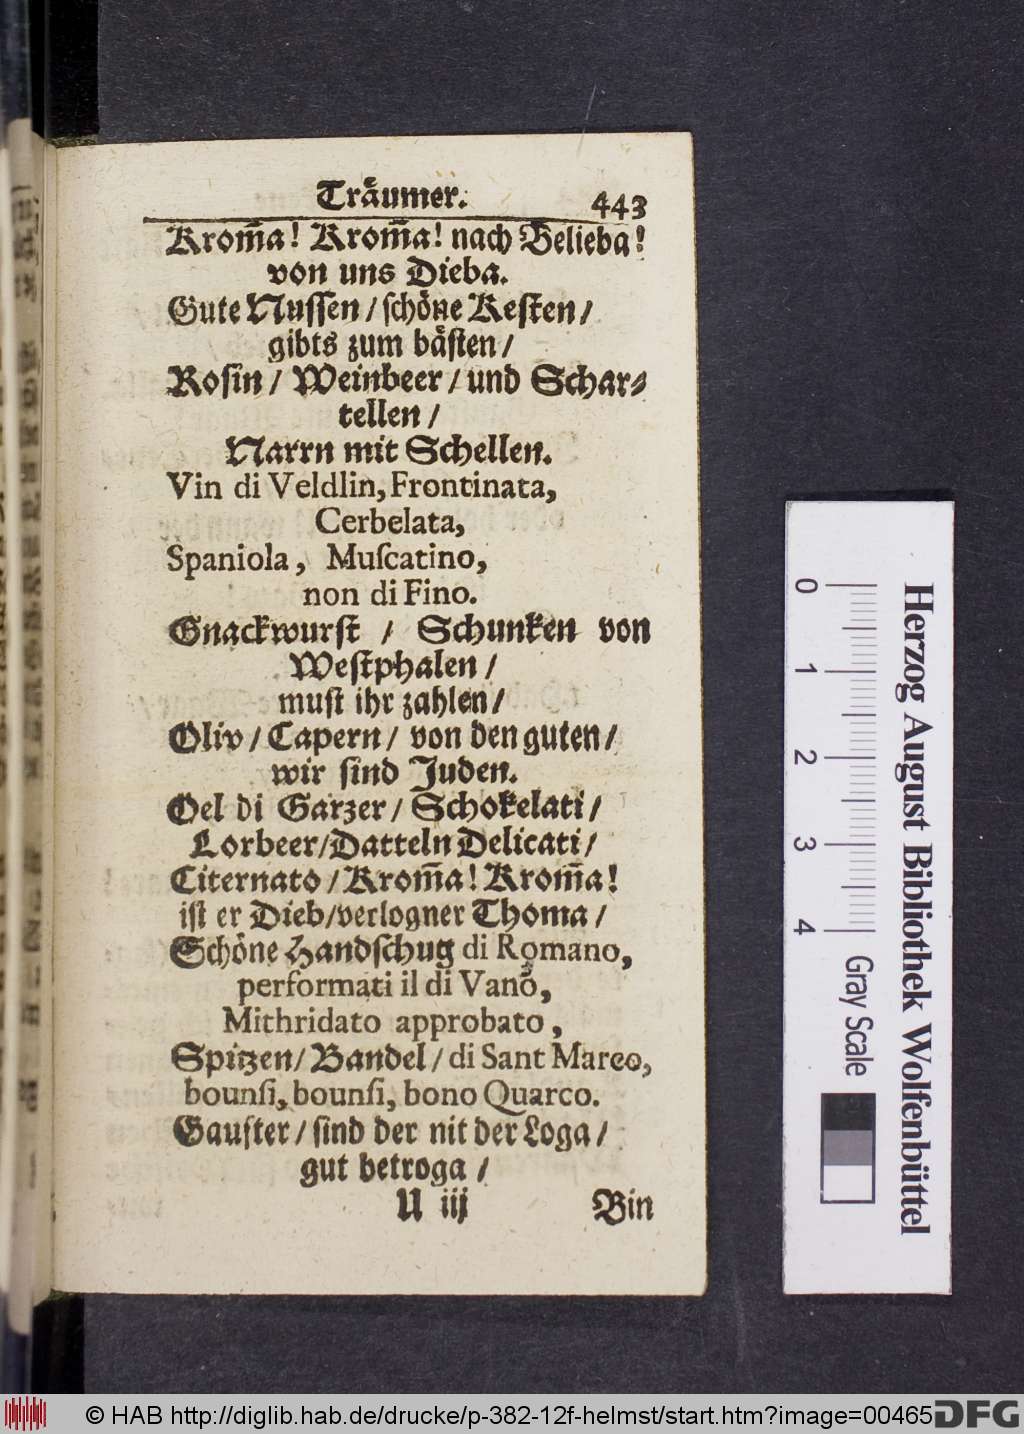 Träumer. 443
Krom̃a! Krom̃a! nach Belieba!
von uns Dieba.
Gute Nussen / schöne Kesten /
gibts zum bästen /
Rosin / Weinbeer / und Schar⸗
tellen /
Narrn mit Schellen.
Vin di Veldlin, Frontinata,
Cerbelata,
Spaniola, Muſcatino,
non di Fino.
Gnackwurst / Schunken von
Westphalen /
must ihr zahlen /
Oliv / Capern / von den guten /
wir sind Juden.
Oel di Garzer / Schokelati /
Lorbeer / Datteln Delicati /
Citernato / Krom̃a! Krom̃a!
ist er Dieb / verlogner Thoma /
Schöne Handschug di Romano,
performati il di Vano,
Mithridato approbato,
Spitzen / Bandel / di Sant Marco,
bounſi, bounſi, bono Quarco.
Gaufter / sind der nit der Loga /
gut betroga /
U iij Bin
Herzog August Bibliothek Wolfenbüttel
0 1 2 3 4
Gray Scale
© HAB http://diglib.hab.de/drucke/p-382-12f-helmst/start.htm?image=00465
DFG